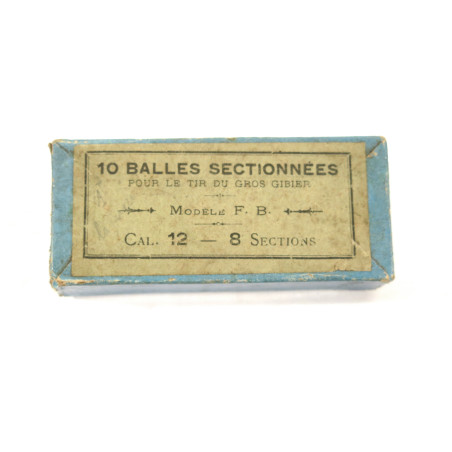 10 BALLES SECTIONNÉES
POUR LE TIR DU GROS GIBIER
MODÈLE F. B.
CAL. 12 — 8 SECTIONS